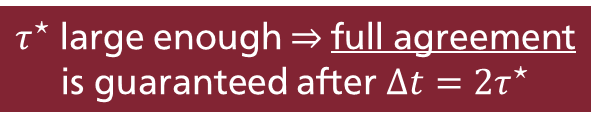 τ* large enough ⇒ full agreement
is guaranteed after Δt = 2τ*